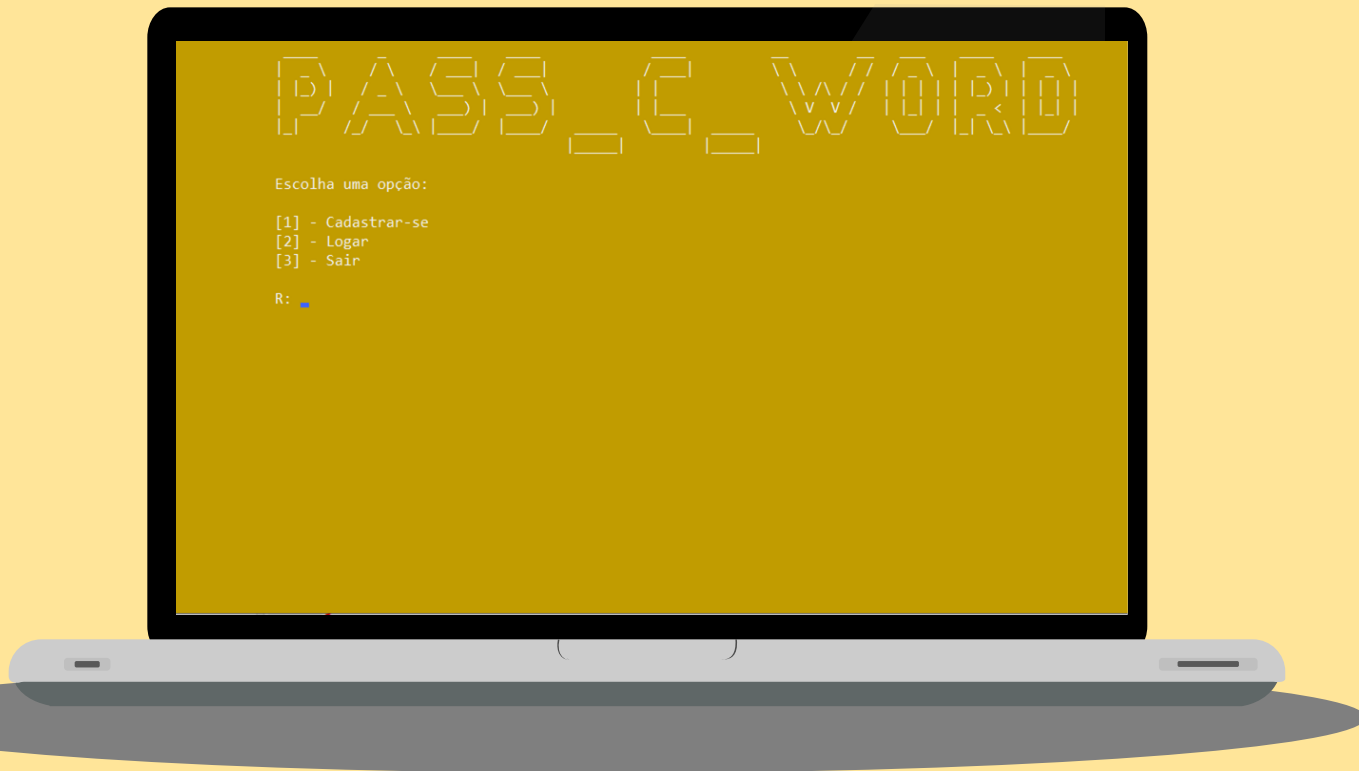 PASS_C_WORD
Escolha uma opção:
[1] - Cadastrar-se
[2] - Logar
[3] - Sair
R: